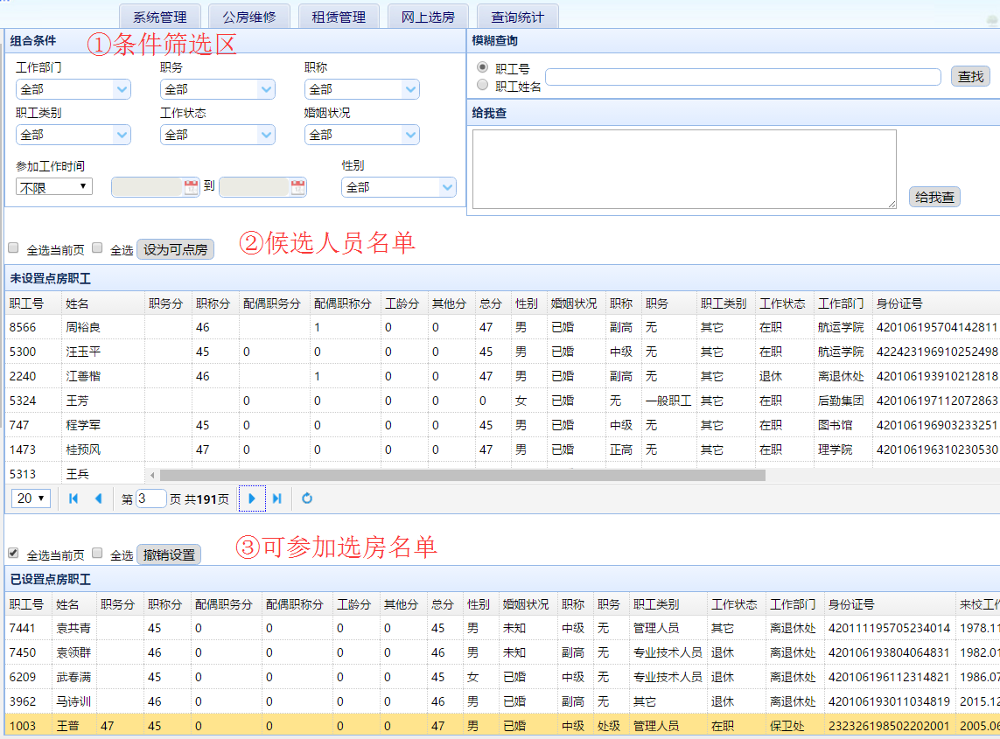 系统管理 公房维修 租赁管理 网上选房 查询统计
组合条件 ①条件筛选区 模糊查询
工作部门 职务 职称 职工号
全部 全部 全部 职工姓名 查找
职工类别 工作状态 婚姻状况 给我查
全部 全部 全部
参加工作时间 性别
不限 到 全部 给我查
全选当前页 全选 设为可点房 ②候选人员名单
未设置点房职工
职工号 姓名 职务分 职称分 配偶职务分 配偶职称分 工龄分 其他分 总分 性别 婚姻状况 职称 职务 职工类别 工作状态 工作部门 身份证号
8566 周裕良 46 1 0 0 47 男 已婚 副高 无 其它 在职 航运学院 420106195704142811
5300 汪玉平 45 0 0 0 0 45 男 已婚 中级 无 其它 在职 航运学院 422423196910252498
2240 江善楷 46 1 0 0 47 男 已婚 副高 无 其它 退休 离退休处 420106193910212818
5324 王芳 0 0 0 0 0 女 已婚 无 一般职工 其它 在职 后勤集团 420106197112072863
747 程学军 45 0 0 0 0 45 男 已婚 中级 无 其它 在职 图书馆 420106196903233251
1473 桂预风 47 0 0 0 0 47 男 已婚 正高 无 其它 在职 理学院 420106196310230530
5313 王兵
20 第 3 页 共191页
全选当前页 全选 撤销设置 ③可参加选房名单
已设置点房职工
职工号 姓名 职务分 职称分 配偶职务分 配偶职称分 工龄分 其他分 总分 性别 婚姻状况 职称 职务 职工类别 工作状态 工作部门 身份证号 来校工作
7441 袁共青 45 0 0 0 0 45 男 未知 中级 无 管理人员 其它 离退休处 420111195705234014 1978.11
7450 袁领群 46 0 0 0 0 46 男 未知 副高 无 专业技术人员 退休 离退休处 420106193804064831 1982.01
6209 武春满 45 0 0 0 0 45 女 已婚 中级 无 专业技术人员 退休 离退休处 420106196112314821 1986.07
3962 马诗训 46 0 0 0 0 46 男 已婚 副高 无 其它 退休 离退休处 420106193011034819 2015.12
1003 王普 47 45 0 0 0 0 47 男 已婚 中级 处级 管理人员 在职 保卫处 232326198502202001 2005.06